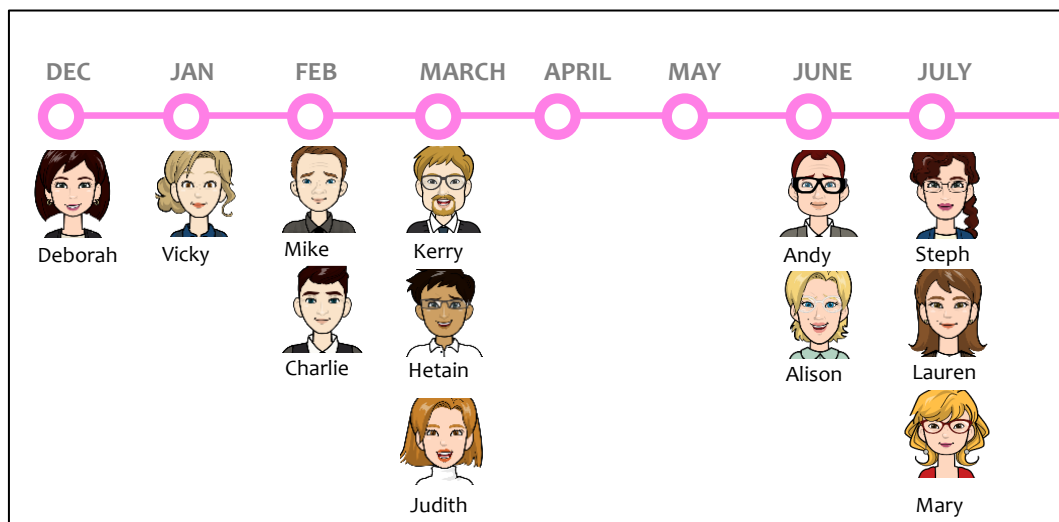 DEC JAN FEB MARCH APRIL MAY JUNE JULY
Deborah Vicky Mike Kerry Andy Steph
Charlie Hetain Alison Lauren
Judith Mary